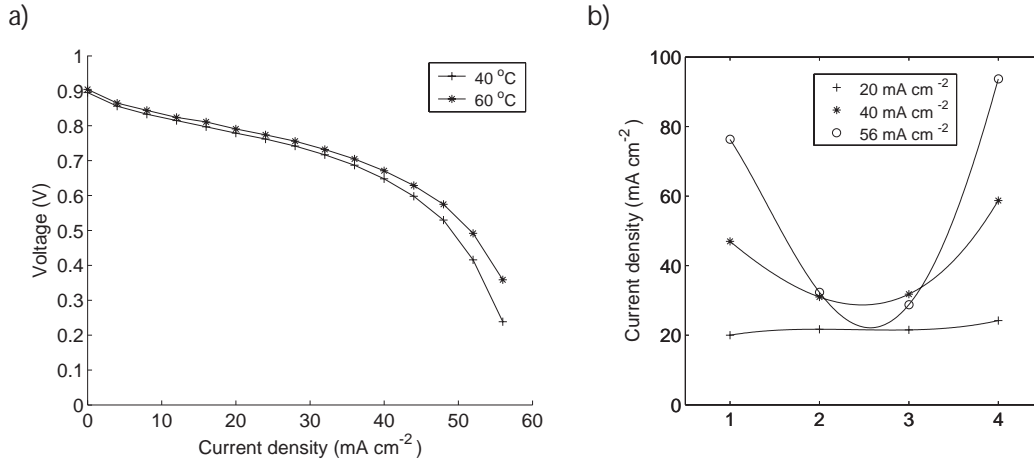 a)
1
0.9
0.8
0.7
0.6
0.5
0.4
0.3
0.2
0.1
0
Voltage (V)
40 °C
60 °C
0 10 20 30 40 50 60
Current density (mA cm-2 )
b)
100
80
60
40
20
0
Current density (mA cm-2)
20 mA cm -2
40 mA cm -2
56 mA cm -2
1 2 3 4